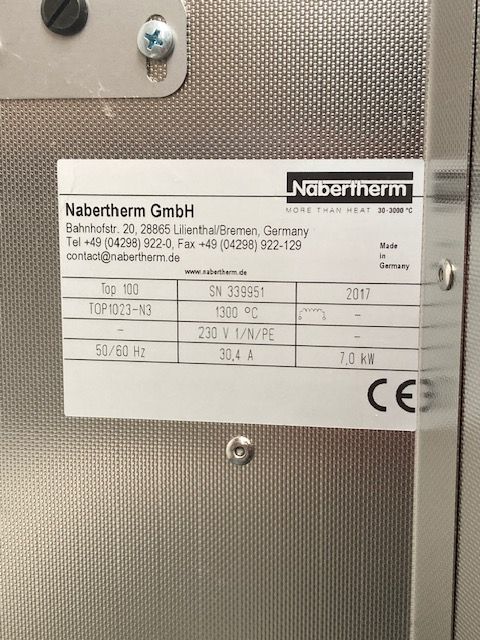 Nabertherm
MORE THAN HEAT 30-3000 °C
Nabertherm GmbH
Bahnhofstr. 20, 28865 Lilienthal/Bremen, Germany
Tel +49 (04298) 922-0, Fax +49 (04298) 922-129
contact@nabertherm.de
Made
in
Germany
www.nabertherm.de
Top 100 SN 339951 2017
TOP1023-N3 1300 °C -
- 230 V 1/N/PE -
50/60 Hz 30,4 A 7,0 kW
CE